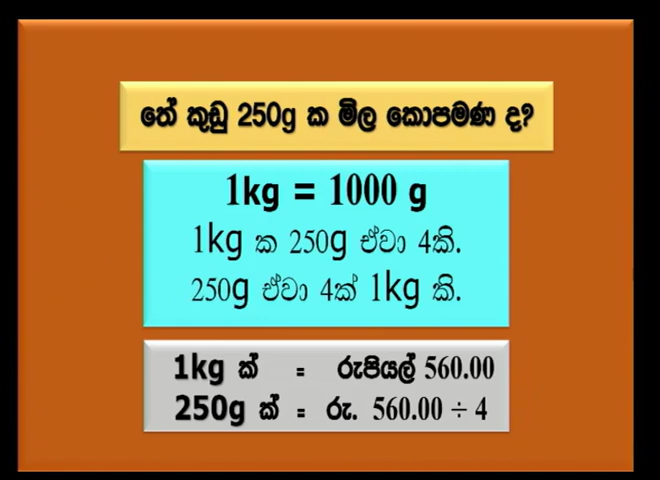 තේ කුඩු 250g ක මිල කොපමණ ද?
1kg = 1000 g
1kg ක 250g ඒවා 4කි.
250g ඒවා 4ක් 1kg කි.
1kg ක් = රුපියල් 560.00
250g ක් = රු. 560.00 ÷ 4